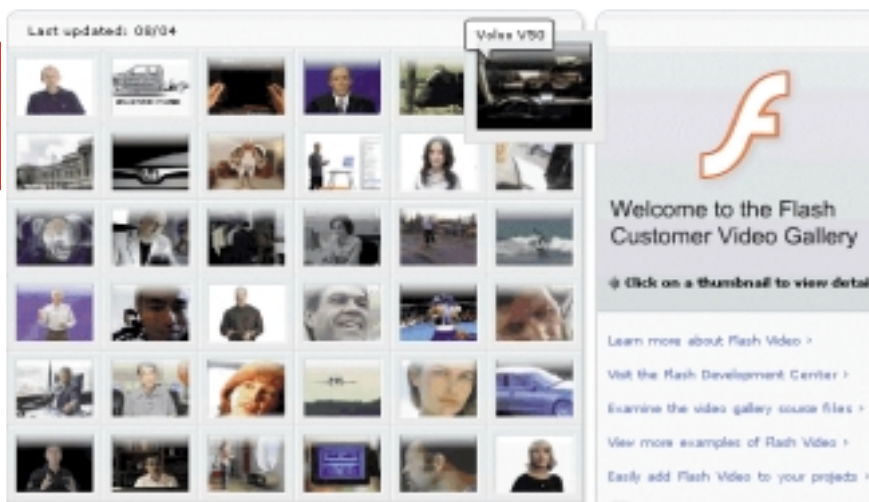 Last updated: 08/04
Volvo V50
Welcome to the Flash
Customer Video Gallery
Click on a thumbnail to view detai
Learn more about Flash Video >
Visit the Flash Development Center >
Examine the video gallery source files >
View more examples of Flash Video >
Easily add Flash Video to your projects